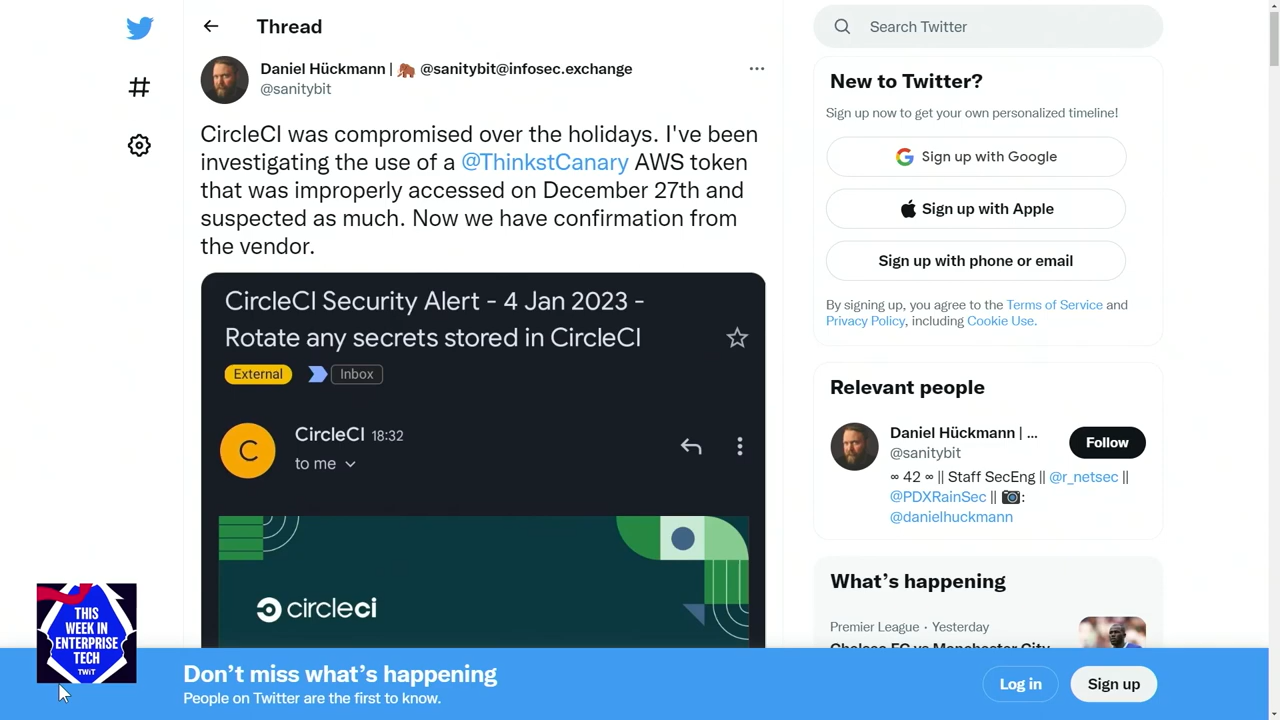 Thread
Daniel Hückmann | 🦣 @sanitybit@infosec.exchange
@sanitybit
CircleCI was compromised over the holidays. I've been
investigating the use of a @ThinkstCanary AWS token
that was improperly accessed on December 27th and
suspected as much. Now we have confirmation from
the vendor.
CircleCI Security Alert - 4 Jan 2023 -
Rotate any secrets stored in CircleCI
External
Inbox
C
CircleCI 18:32
to me
circleci
Search Twitter
New to Twitter?
Sign up now to get your own personalized timeline!
Sign up with Google
Sign up with Apple
Sign up with phone or email
By signing up, you agree to the Terms of Service and
Privacy Policy, including Cookie Use.
Relevant people
Daniel Hückmann | ...
@sanitybit
Follow
∞ 42 ∞ || Staff SecEng || @r_netsec ||
@PDXRainSec || 📷:
@danielhuckmann
What's happening
Premier League · Yesterday
Chelsea FC vs Manchester City
THIS
WEEK IN
ENTERPRISE
TECH
TWiT
Don't miss what's happening
People on Twitter are the first to know.
Log in
Sign up